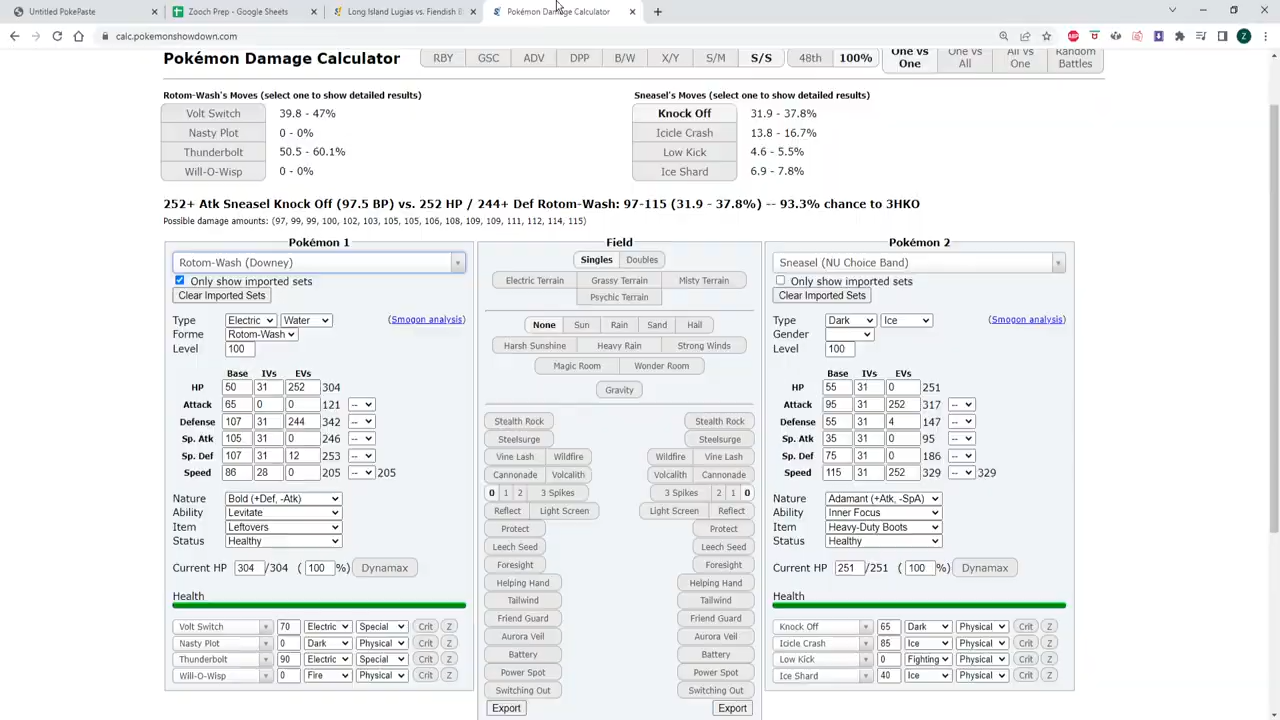 Untitled PokePaste
Zooch Prep - Google Sheets
Long Island Lugias vs. Fiendish
Pokémon Damage Calculator
calc.pokemonshowdown.com
Pokémon Damage Calculator
RBY GSC ADV DPP B/W X/Y S/M S/S 48th 100% One vs One One vs All All vs One Random Battles
Rotom-Wash's Moves (select one to show detailed results)
Volt Switch 39.8 - 47%
Nasty Plot 0 - 0%
Thunderbolt 50.5 - 60.1%
Will-O-Wisp 0 - 0%
Sneasel's Moves (select one to show detailed results)
Knock Off 31.9 - 37.8%
Icicle Crash 13.8 - 16.7%
Low Kick 4.6 - 5.5%
Ice Shard 6.9 - 7.8%
252+ Atk Sneasel Knock Off (97.5 BP) vs. 252 HP / 244+ Def Rotom-Wash: 97-115 (31.9 - 37.8%) -- 93.3% chance to 3HKO
Possible damage amounts: (97, 99, 99, 100, 102, 103, 105, 105, 106, 108, 109, 109, 111, 112, 114, 115)
Pokémon 1
Rotom-Wash (Downey)
Only show imported sets
Clear Imported Sets
Type Electric Water (Smogon analysis)
Forme Rotom-Wash
Level 100
Base IVs EVs
HP 50 31 252 304
Attack 65 0 0 121 --
Defense 107 31 244 342 --
Sp. Atk 105 31 0 246 --
Sp. Def 107 31 12 253 --
Speed 86 28 0 205 -- 205
Nature Bold (+Def, -Atk)
Ability Levitate
Item Leftovers
Status Healthy
Current HP 304 /304 ( 100 %) Dynamax
Health
Volt Switch 70 Electric Special Crit Z
Nasty Plot 0 Dark Physical Crit Z
Thunderbolt 90 Electric Special Crit Z
Will-O-Wisp 0 Fire Physical Crit Z
Field
Singles Doubles
Electric Terrain Grassy Terrain Misty Terrain
Psychic Terrain
None Sun Rain Sand Hail
Harsh Sunshine Heavy Rain Strong Winds
Magic Room Wonder Room
Gravity
Stealth Rock Stealth Rock
Steelsurge Steelsurge
Vine Lash Wildfire Wildfire Vine Lash
Cannonade Volcalith Volcalith Cannonade
0 1 2 3 Spikes 3 Spikes 2 1 0
Reflect Light Screen Light Screen Reflect
Protect Protect
Leech Seed Leech Seed
Foresight Foresight
Helping Hand Helping Hand
Tailwind Tailwind
Friend Guard Friend Guard
Aurora Veil Aurora Veil
Battery Battery
Power Spot Power Spot
Switching Out Switching Out
Export Export
Pokémon 2
Sneasel (NU Choice Band)
Only show imported sets
Clear Imported Sets
Type Dark Ice (Smogon analysis)
Gender
Level 100
Base IVs EVs
HP 55 31 0 251
Attack 95 31 252 317 --
Defense 55 31 4 147 --
Sp. Atk 35 31 0 95 --
Sp. Def 75 31 0 186 --
Speed 115 31 252 329 -- 329
Nature Adamant (+Atk, -SpA)
Ability Inner Focus
Item Heavy-Duty Boots
Status Healthy
Current HP 251 /251 ( 100 %) Dynamax
Health
Knock Off 65 Dark Physical Crit Z
Icicle Crash 85 Ice Physical Crit Z
Low Kick 0 Fighting Physical Crit Z
Ice Shard 40 Ice Physical Crit Z